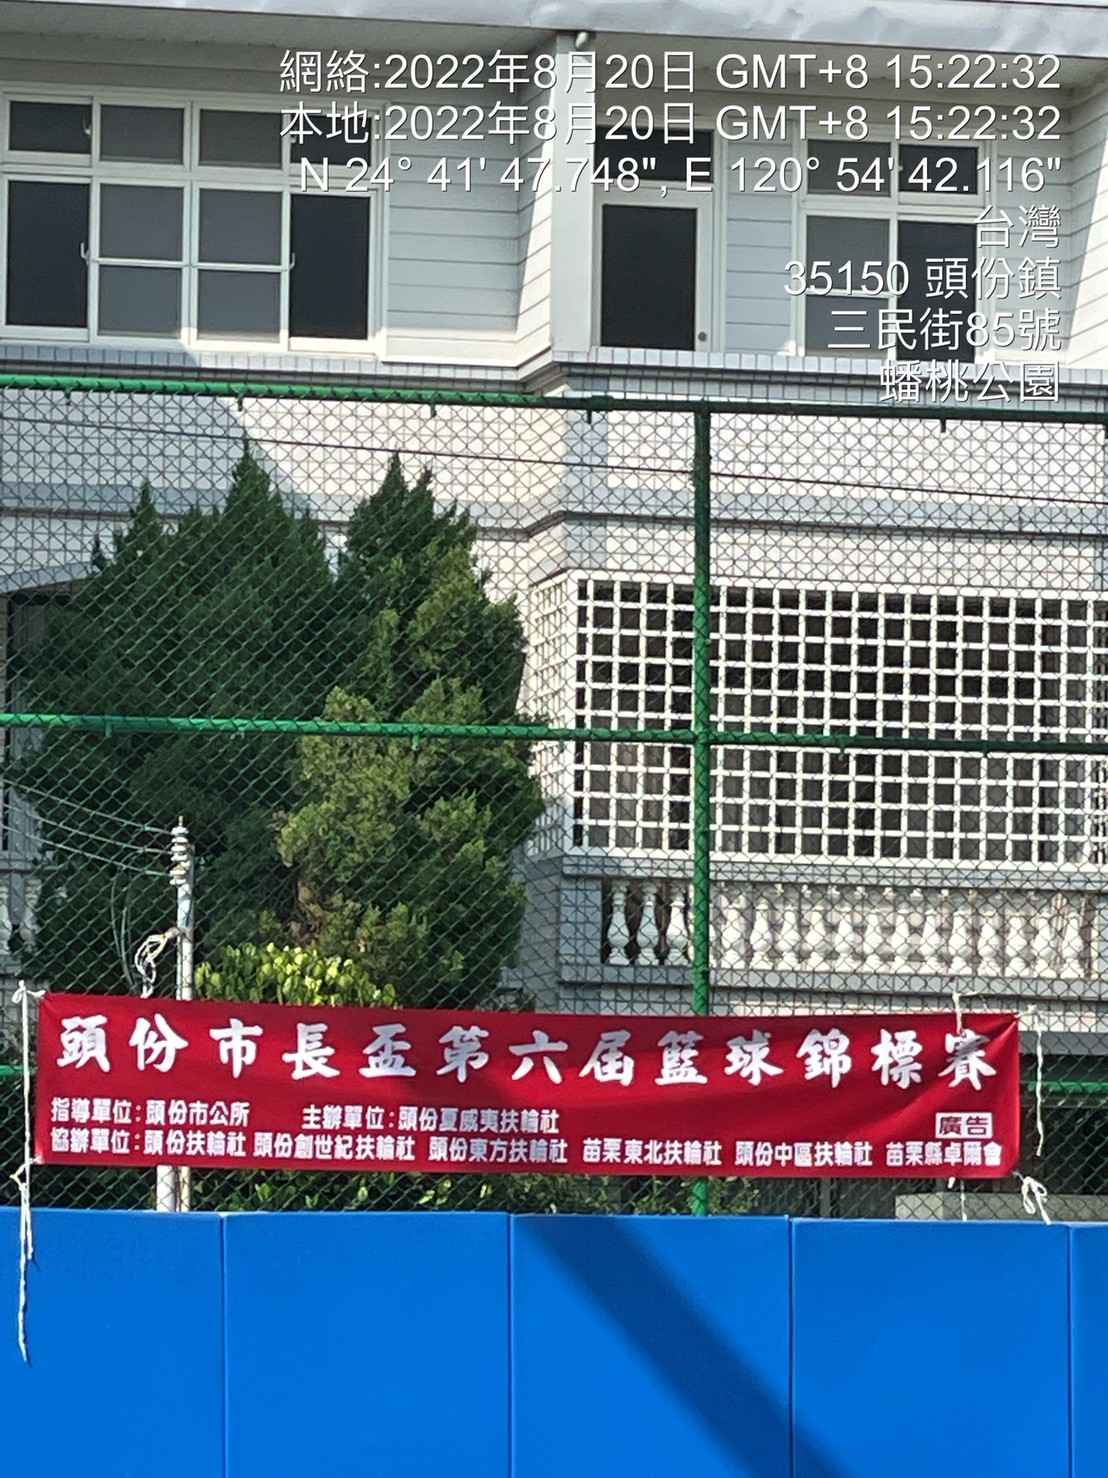 網絡:2022年8月20日 GMT+8 15:22:32
本地:2022年8月20日 GMT+8 15:22:32
N 24° 41' 47.748", E 120° 54' 42.116"
台灣
35150 頭份鎮
三民街85號
蟠桃公園
頭份市長盃第六屆籃球錦標賽
指導單位:頭份市公所 主辦單位:頭份夏威夷扶輪社
廣告
協辦單位:頭份扶輪社 頭份創世紀扶輪社 頭份東方扶輪社 苗栗東北扶輪社 頭份中區扶輪社 苗栗縣卓蘭會